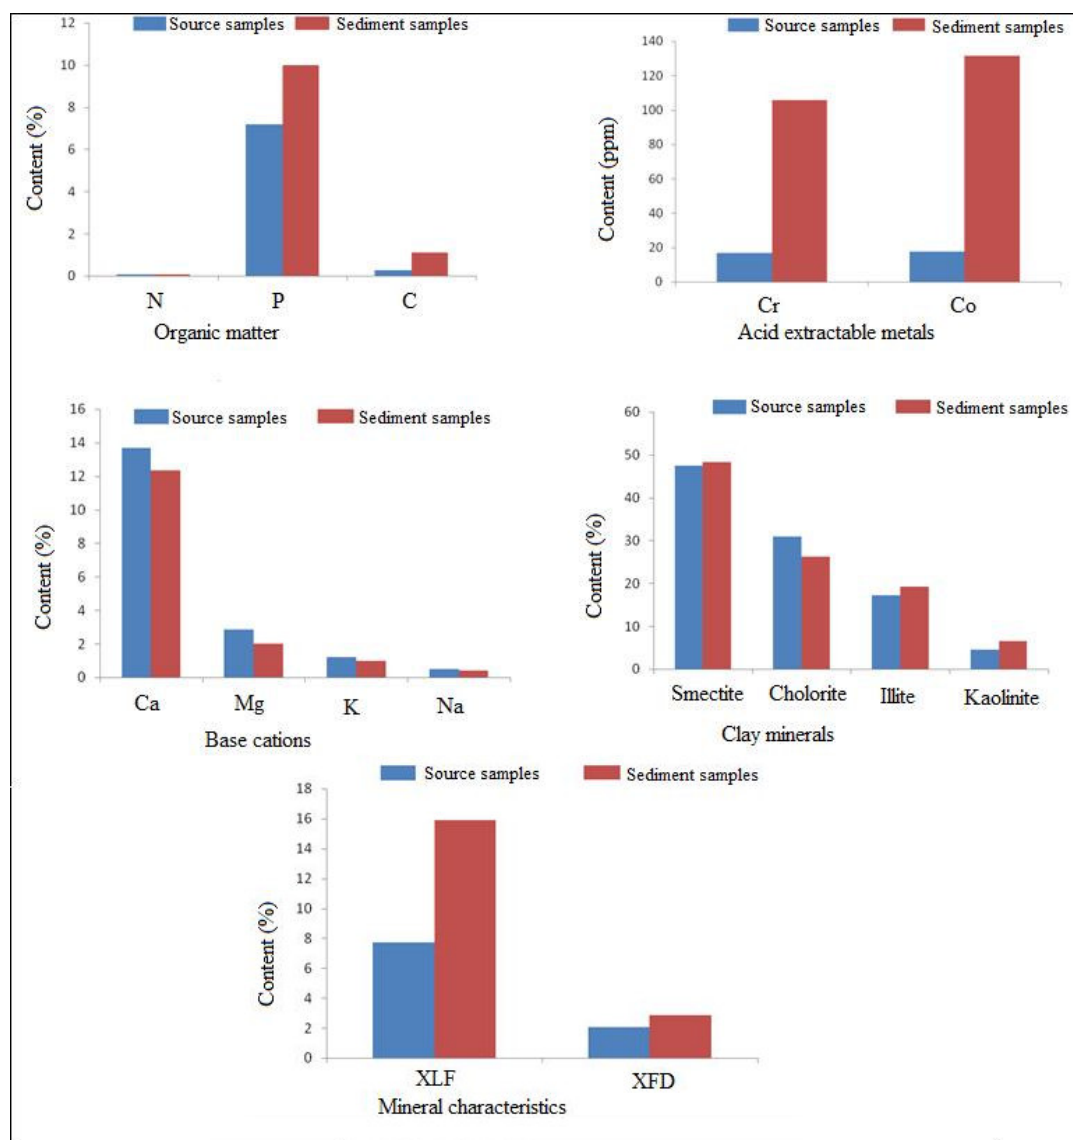 Source samples Sediment samples
12
10
8
6
4
2
0
Content (%)
N P C
Organic matter
Source samples Sediment samples
140
120
100
80
60
40
20
0
Content (ppm)
Cr Co
Acid extractable metals
Source samples Sediment samples
16
14
12
10
8
6
4
2
0
Content (%)
Ca Mg K Na
Base cations
Source samples Sediment samples
60
50
40
30
20
10
0
Content (%)
Smectite Cholorite Illite Kaolinite
Clay minerals
Source samples Sediment samples
18
16
14
12
10
8
6
4
2
0
Content (%)
XLF XFD
Mineral characteristics